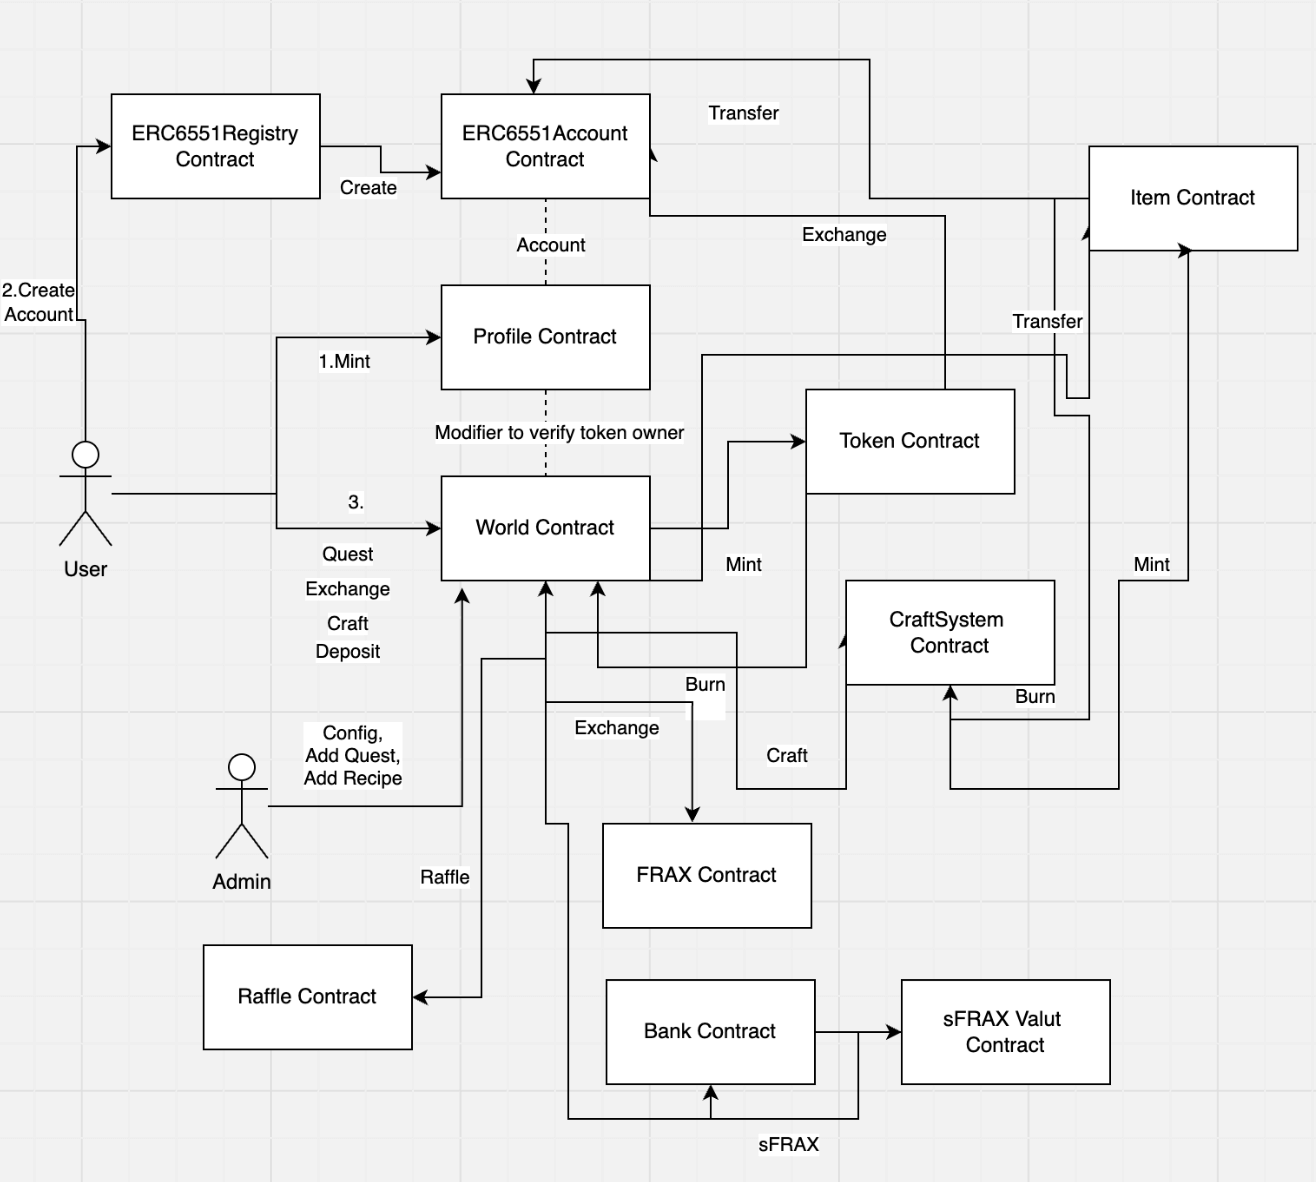 Transfer
ERC6551Registry
Contract
ERC6551Account
Contract
Create
Item Contract
Account
Exchange
2.Create
Account
Transfer
Profile Contract
1.Mint
Modifier to verify token owner
Token Contract
3.
World Contract
User
Quest
Mint
Mint
Exchange
Craft
Deposit
CraftSystem
Contract
Burn
Burn
Exchange
Config,
Add Quest,
Add Recipe
Craft
Admin
Raffle
FRAX Contract
Raffle Contract
Bank Contract
sFRAX Valut
Contract
sFRAX